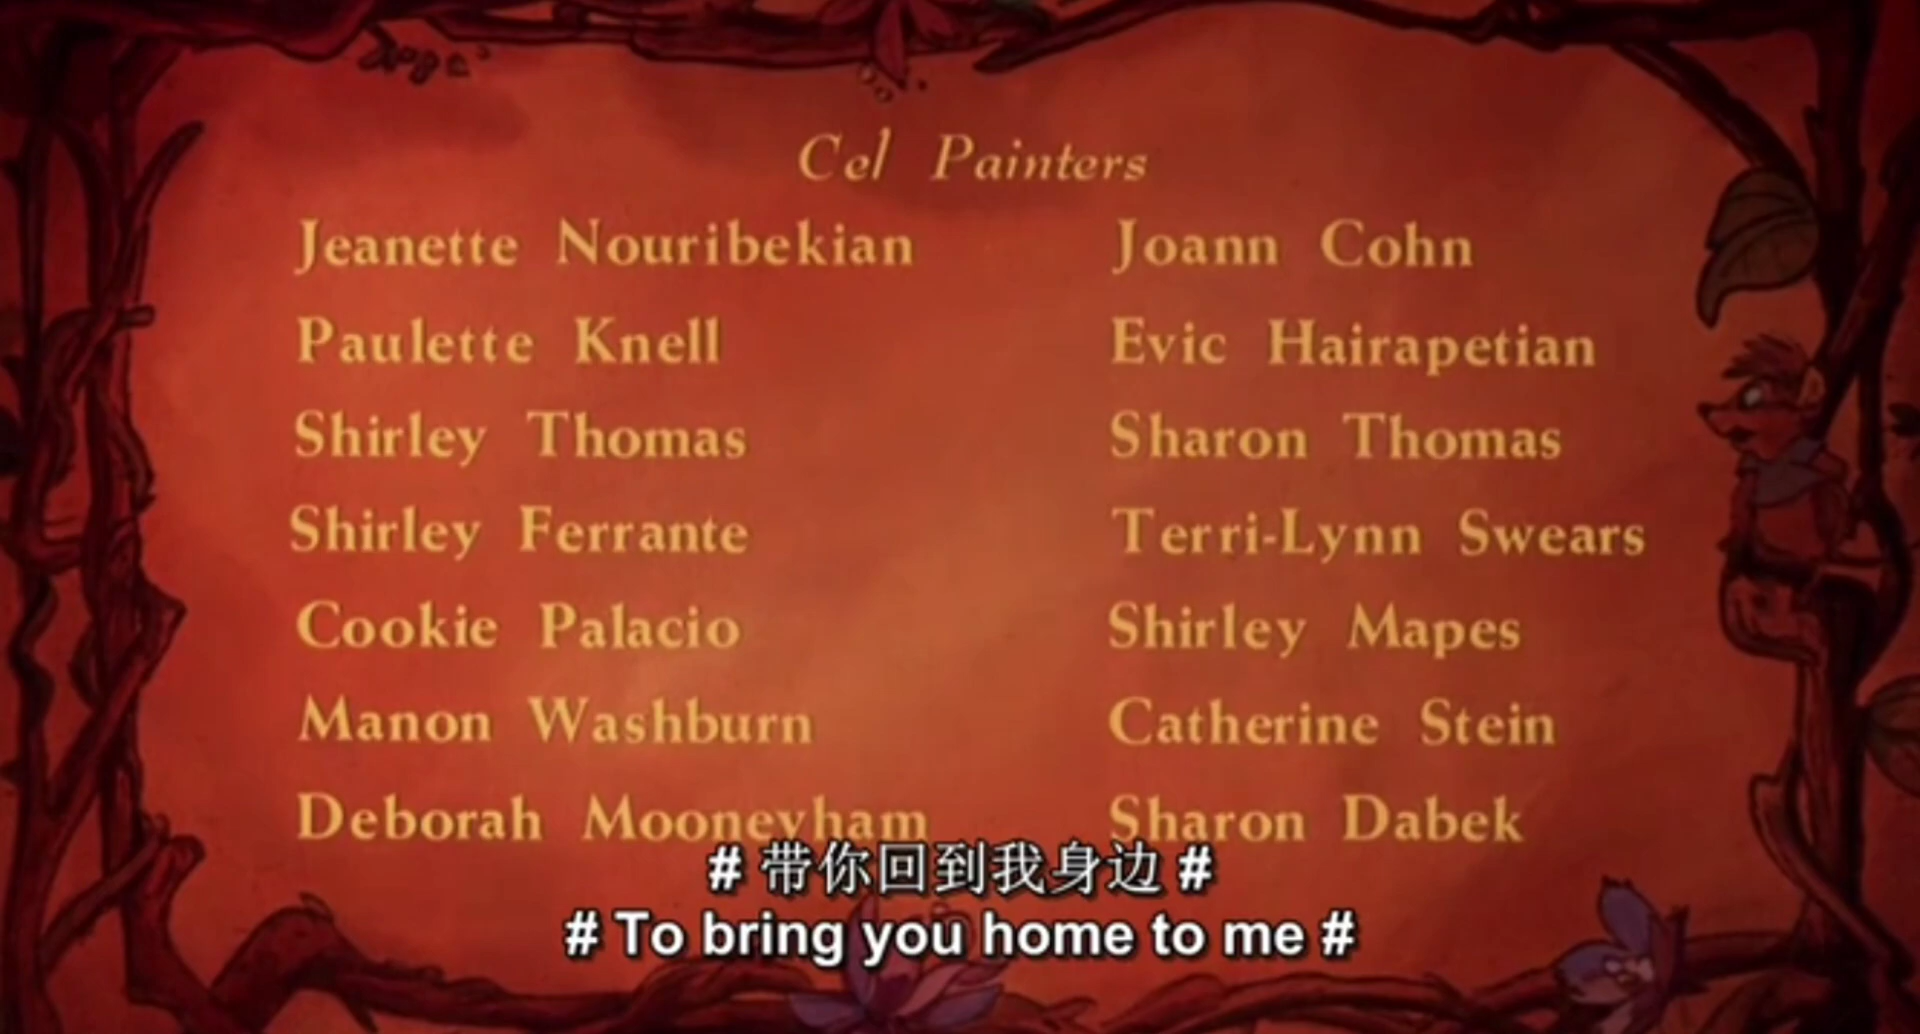 Cel Painters
Jeanette Nouribekian
Joann Cohn
Paulette Knell
Evic Hairapetian
Shirley Thomas
Sharon Thomas
Shirley Ferrante
Terri-Lynn Swears
Cookie Palacio
Shirley Mapes
Manon Washburn
Catherine Stein
Deborah Mooneyham
Sharon Dabek
# 带你回到我身边 #
# To bring you home to me #